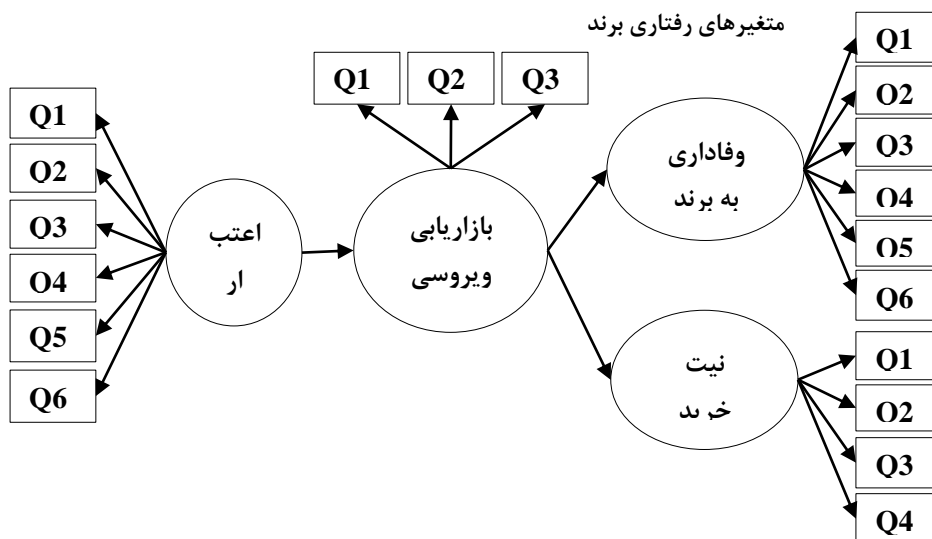 متغیرهای رفتاری برند
Q1
Q2
Q3
Q4
Q5
Q6
اعتب
ار
Q1
Q2
Q3
بازاریابی
ویروسی
وفاداری
به برند
Q1
Q2
Q3
Q4
Q5
Q6
نیت
خرید
Q1
Q2
Q3
Q4